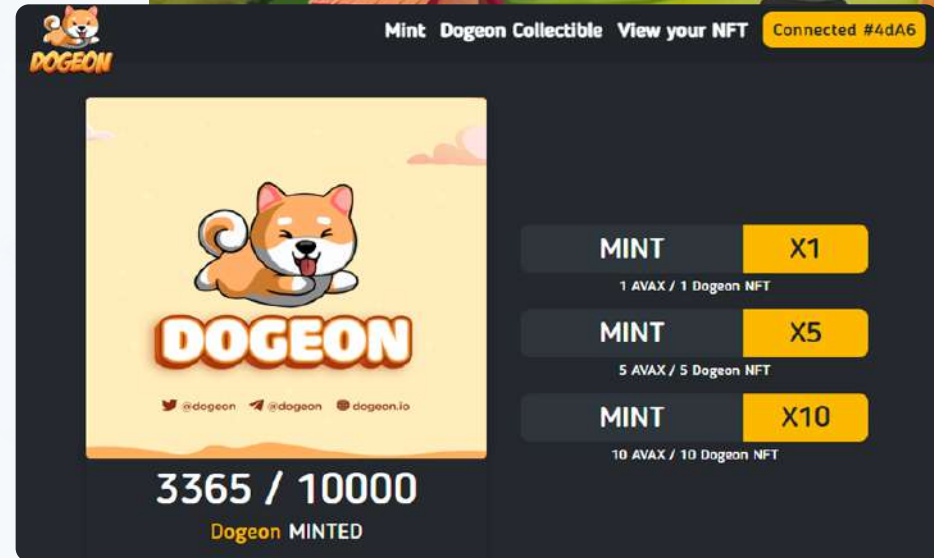 DOGEON
Mint Dogeon Collectible View your NFT Connected #4dA6
DOGEON
@dogeon @dogeon dogeon.io
3365 / 10000
Dogeon MINTED
MINT X1
1 AVAX / 1 Dogeon NFT
MINT X5
5 AVAX / 5 Dogeon NFT
MINT X10
10 AVAX / 10 Dogeon NFT